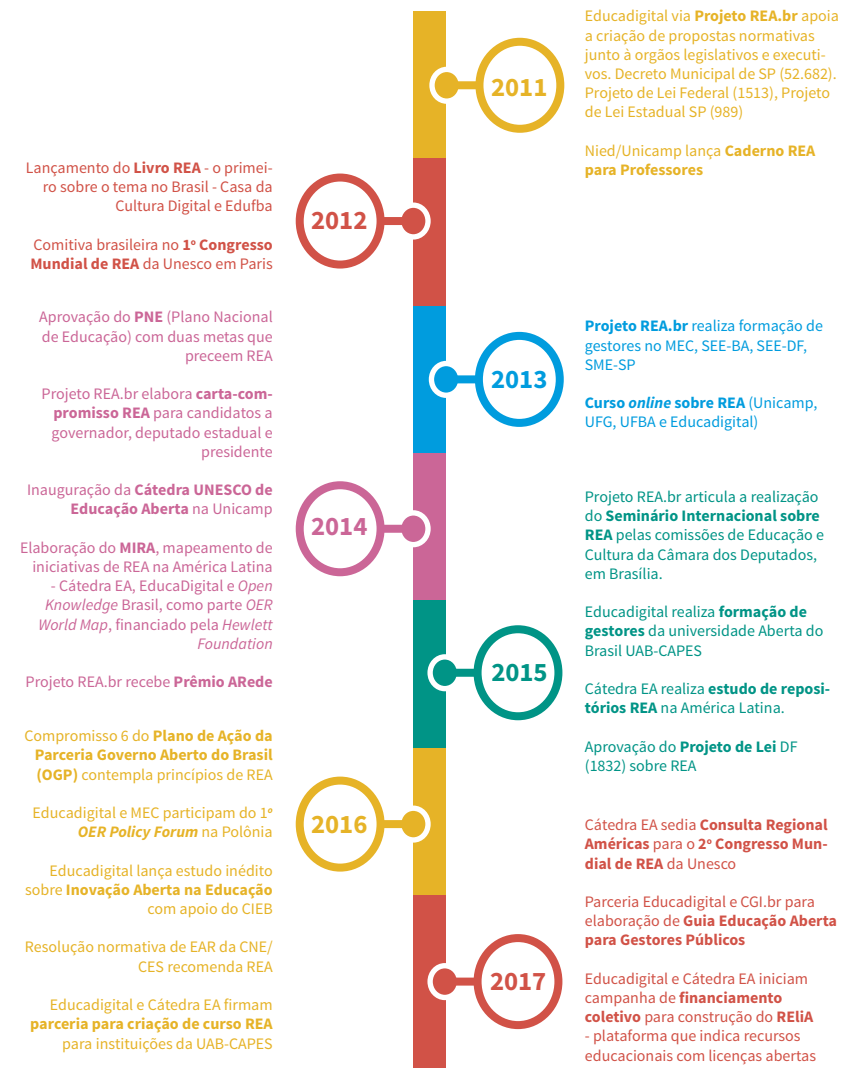 2011
Educadigital via Projeto REA.br apoia
a criação de propostas normativas
junto à orgãos legislativos e executi-
vos. Decreto Municipal de SP (52.682).
Projeto de Lei Federal (1513), Projeto
de Lei Estadual SP (989)
Nied/Unicamp lança Caderno REA
para Professores
2012
Lançamento do Livro REA - o primei-
ro sobre o tema no Brasil - Casa da
Cultura Digital e Edufba
Comitiva brasileira no 1º Congresso
Mundial de REA da Unesco em Paris
2013
Projeto REA.br realiza formação de
gestores no MEC, SEE-BA, SEE-DF,
SME-SP
Curso online sobre REA (Unicamp,
UFG, UFBA e Educadigital)
2014
Aprovação do PNE (Plano Nacional
de Educação) com duas metas que
preceem REA
Projeto REA.br elabora carta-com-
promisso REA para candidatos a
governador, deputado estadual e
presidente
Inauguração da Cátedra UNESCO de
Educação Aberta na Unicamp
Elaboração do MIRA, mapeamento de
iniciativas de REA na América Latina
- Cátedra EA, EducaDigital e Open
Knowledge Brasil, como parte OER
World Map, financiado pela Hewlett
Foundation
Projeto REA.br recebe Prêmio ARede
2015
Projeto REA.br articula a realização
do Seminário Internacional sobre
REA pelas comissões de Educação e
Cultura da Câmara dos Deputados,
em Brasília.
Educadigital realiza formação de
gestores da universidade Aberta do
Brasil UAB-CAPES
Cátedra EA realiza estudo de reposi-
tórios REA na América Latina.
Aprovação do Projeto de Lei DF
(1832) sobre REA
2016
Compromisso 6 do Plano de Ação da
Parceria Governo Aberto do Brasil
(OGP) contempla princípios de REA
Educadigital e MEC participam do 1º
OER Policy Forum na Polônia
Educadigital lança estudo inédito
sobre Inovação Aberta na Educação
com apoio do CIEB
Resolução normativa de EAR da CNE/
CES recomenda REA
Educadigital e Cátedra EA firmam
parceria para criação de curso REA
para instituições da UAB-CAPES
2017
Cátedra EA sedia Consulta Regional
Américas para o 2º Congresso Mun-
dial de REA da Unesco
Parceria Educadigital e CGI.br para
elaboração de Guia Educação Aberta
para Gestores Públicos
Educadigital e Cátedra EA iniciam
campanha de financiamento
coletivo para construção do RELiA
- plataforma que indica recursos
educacionais com licenças abertas